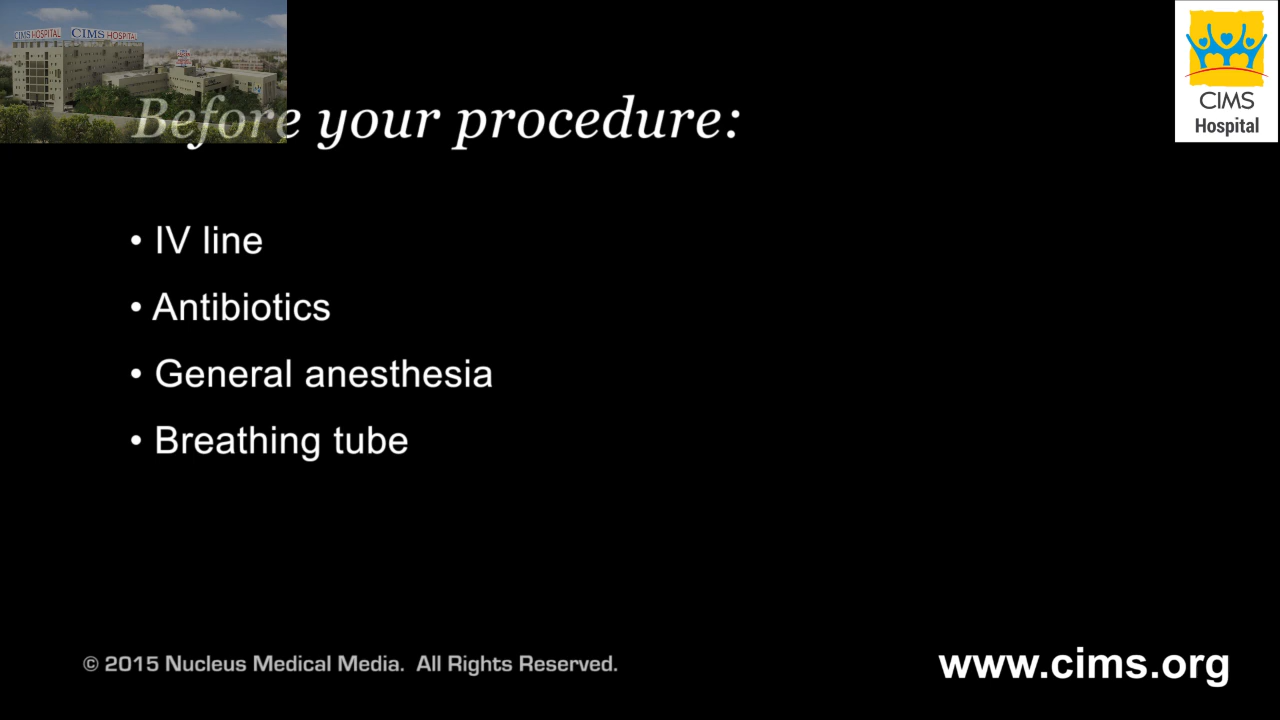 CIMS HOSPITAL CIMS HOSPITAL
Before your procedure:
CIMS
Hospital
• IV line
• Antibiotics
• General anesthesia
• Breathing tube
© 2015 Nucleus Medical Media. All Rights Reserved.
www.cims.org